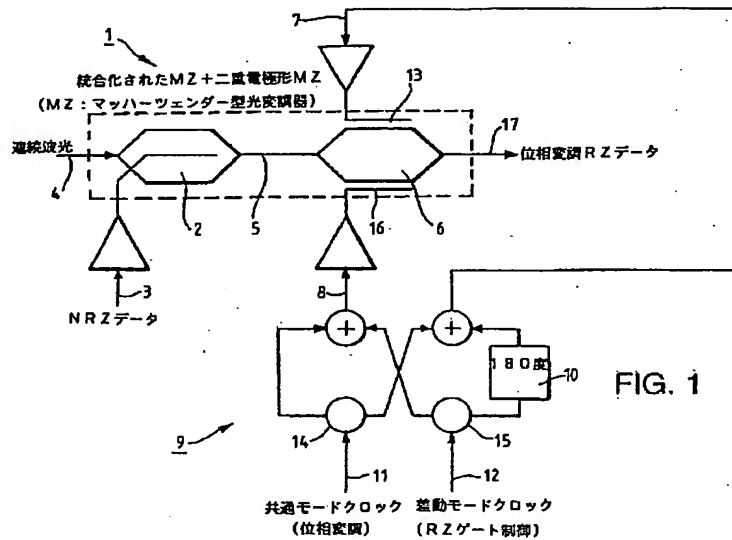 7
1
統合化されたMZ+二重電極形MZ
(MZ:マッハーツェンダー型光変調器)
13
連続波光
17
位相変調RZデータ
4
2
5
16
6
3
8
NRZデータ
+
+
180度
10
FIG. 1
9
14
15
11
12
共通モードクロック
(位相変調)
差動モードクロック
(RZゲート制御)